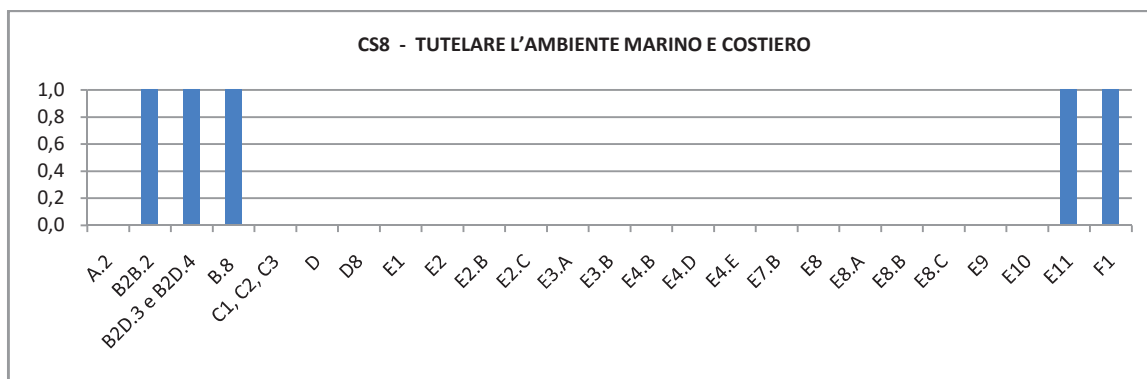 CS8 - TUTELARE L’AMBIENTE MARINO E COSTIERO
1,0
0,8
0,6
0,4
0,2
0,0
A.2
B2B.2
B2D.3 e B2D.4
B.8
C1, C2, C3
D
D8
E1
E2
E2.B
E2.C
E3.A
E3.B
E4.B
E4.D
E4.E
E7.B
E8
E8.A
E8.B
E8.C
E9
E10
E11
F1